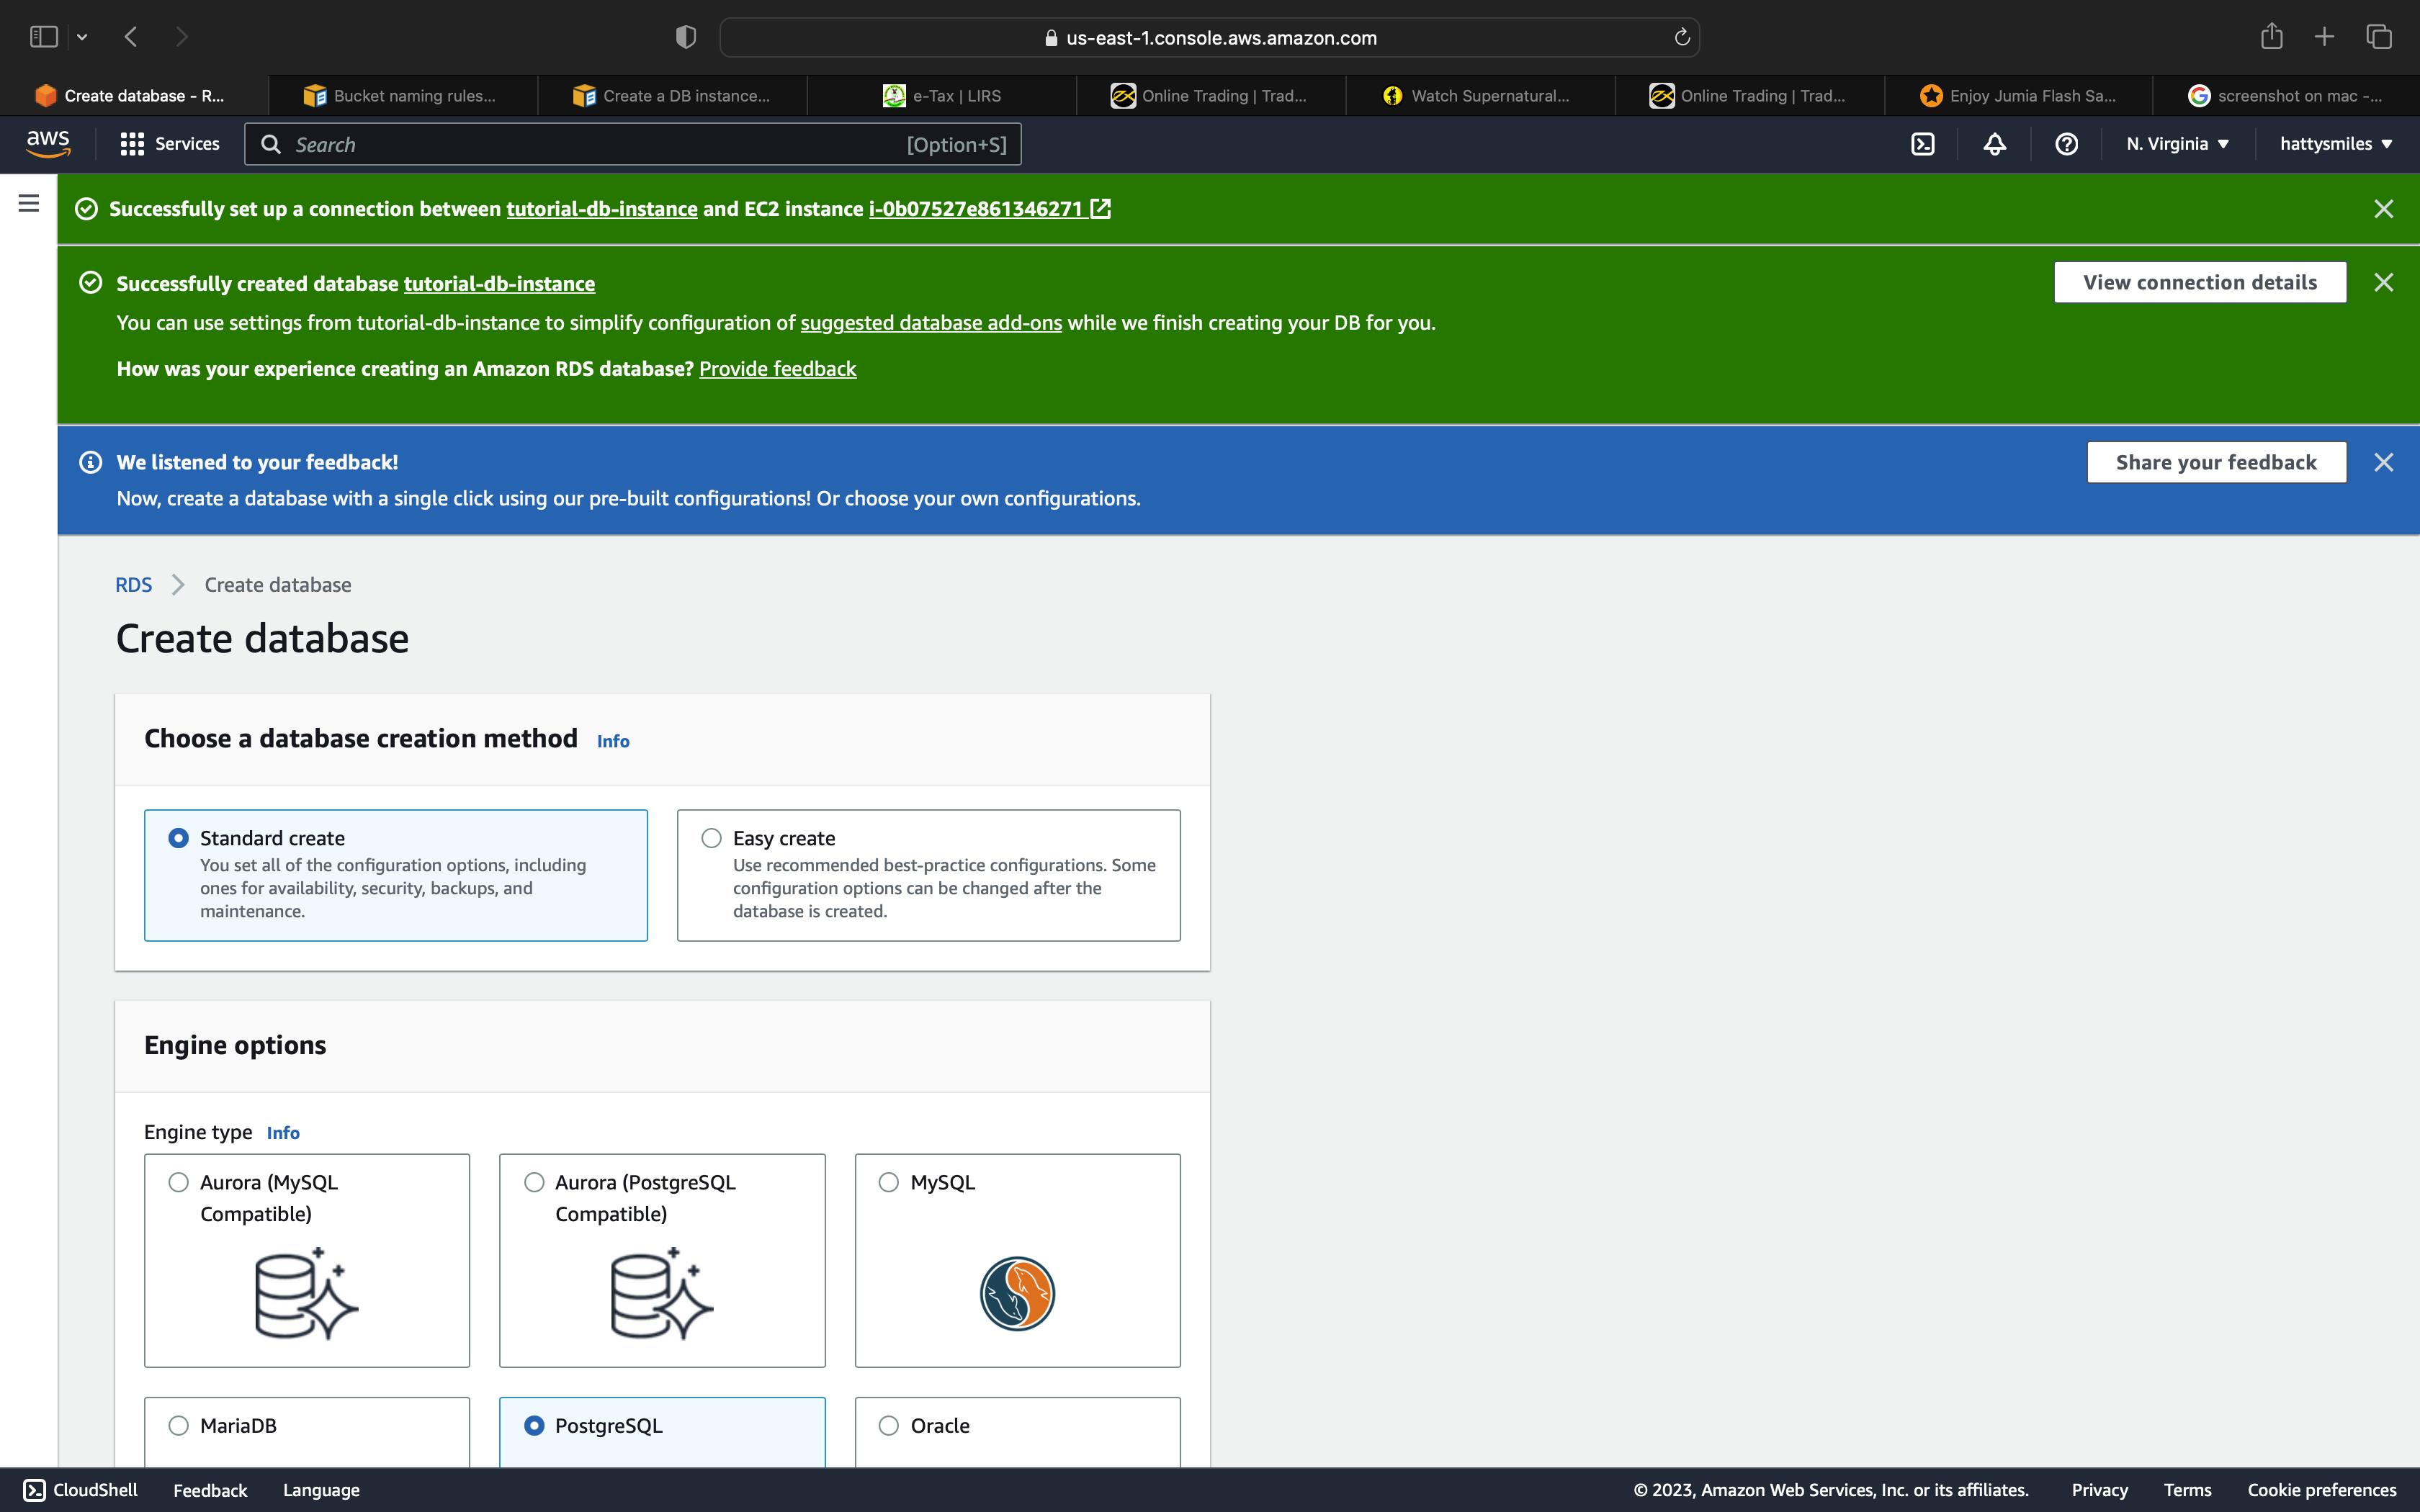 us-east-1.console.aws.amazon.com
Create database - R...
Bucket naming rules...
Create a DB instance...
e-Tax | LIRS
Online Trading | Trad...
Watch Supernatural...
Online Trading | Trad...
Enjoy Jumia Flash Sa...
screenshot on mac -...
aws
Services
Search
[Option+S]
N. Virginia
hattysmiles
Successfully set up a connection between tutorial-db-instance and EC2 instance i-0b07527e861346271
Successfully created database tutorial-db-instance
View connection details
You can use settings from tutorial-db-instance to simplify configuration of suggested database add-ons while we finish creating your DB for you.
How was your experience creating an Amazon RDS database? Provide feedback
We listened to your feedback!
Share your feedback
Now, create a database with a single click using our pre-built configurations! Or choose your own configurations.
RDS
Create database
Create database
Choose a database creation method Info
Standard create
You set all of the configuration options, including
ones for availability, security, backups, and
maintenance.
Easy create
Use recommended best-practice configurations. Some
configuration options can be changed after the
database is created.
Engine options
Engine type Info
Aurora (MySQL
Compatible)
Aurora (PostgreSQL
Compatible)
MySQL
MariaDB
PostgreSQL
Oracle
CloudShell
Feedback
Language
© 2023, Amazon Web Services, Inc. or its affiliates.
Privacy
Terms
Cookie preferences